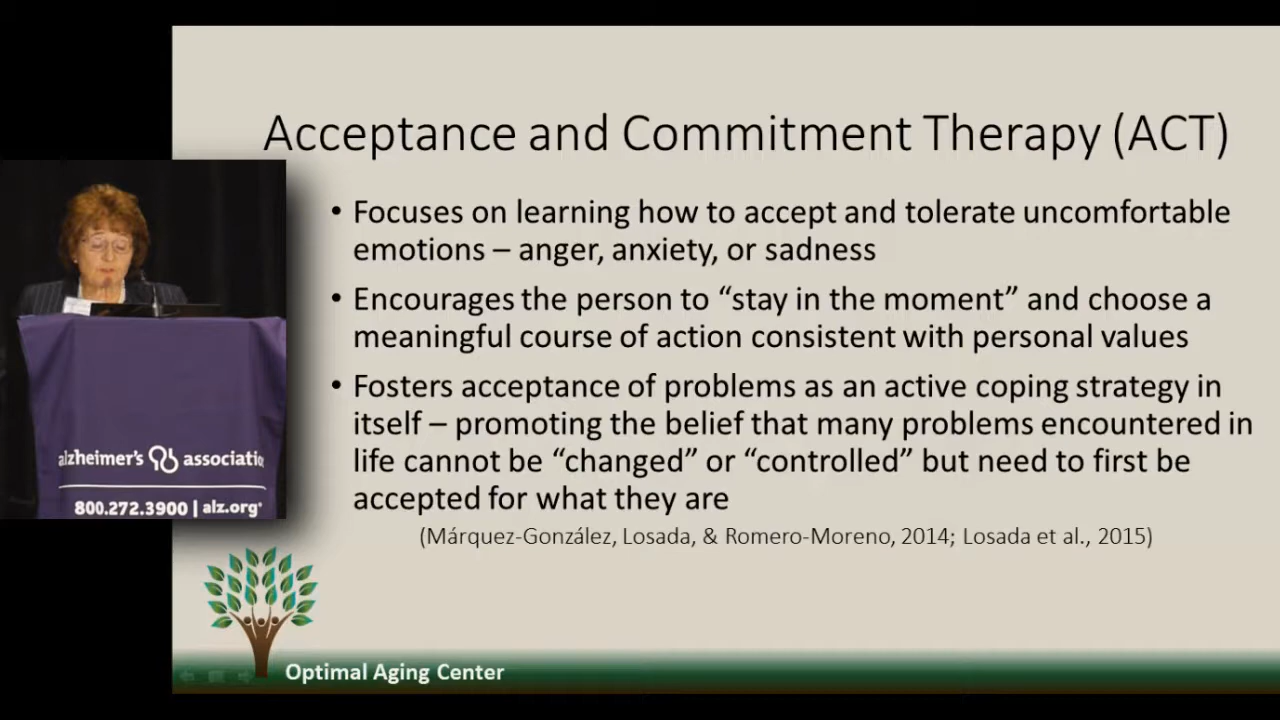 Acceptance and Commitment Therapy (ACT)
• Focuses on learning how to accept and tolerate uncomfortable
emotions – anger, anxiety, or sadness
• Encourages the person to “stay in the moment” and choose a
meaningful course of action consistent with personal values
• Fosters acceptance of problems as an active coping strategy in
itself – promoting the belief that many problems encountered in
life cannot be “changed” or “controlled” but need to first be
accepted for what they are
(Márquez-González, Losada, & Romero-Moreno, 2014; Losada et al., 2015)
alzheimer's associatio
800.272.3900 | alz.org®
Optimal Aging Center